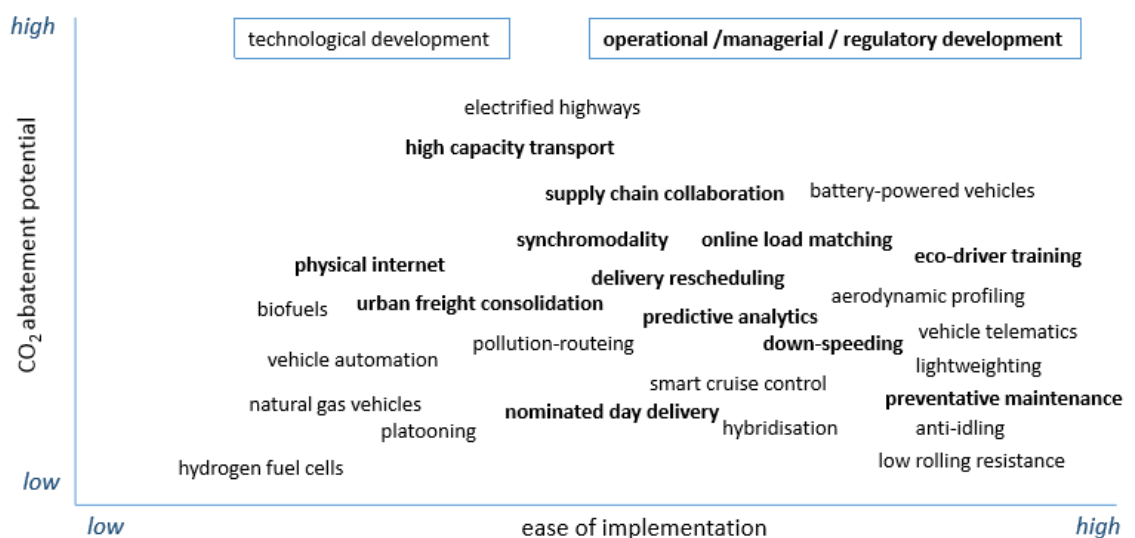 high
technological development
operational /managerial / regulatory development
electrified highways
high capacity transport
supply chain collaboration
battery-powered vehicles
synchromodality
online load matching
eco-driver training
physical internet
delivery rescheduling
aerodynamic profiling
biofuels
urban freight consolidation
predictive analytics
vehicle telematics
pollution-routeing
down-speeding
vehicle automation
lightweighting
smart cruise control
natural gas vehicles
nominated day delivery
preventative maintenance
platooning
hybridisation
anti-idling
hydrogen fuel cells
low rolling resistance
CO2 abatement potential
low
low
ease of implementation
high